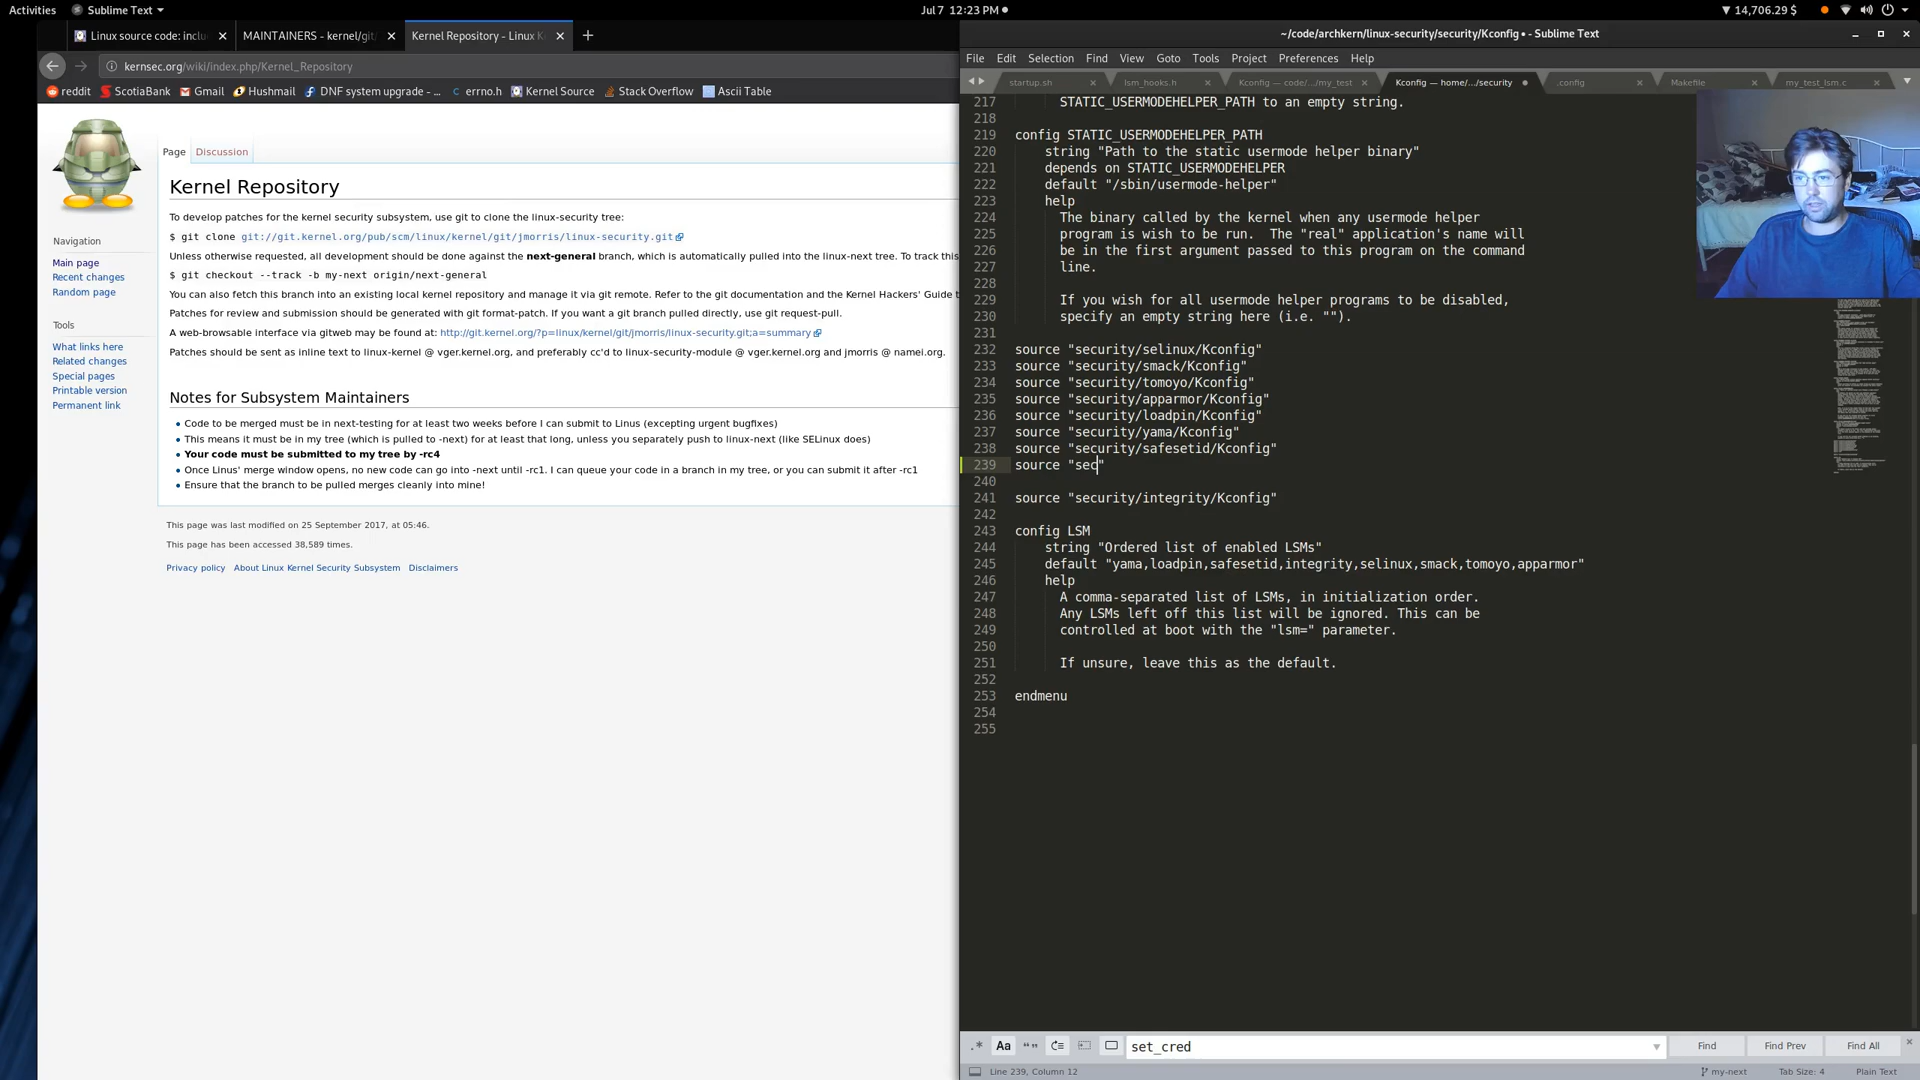 Activities
Sublime Text
Jul 7 12:23 PM
▼ 14,706.29 $
Linux source code: inclu
MAINTAINERS - kernel/git/
Kernel Repository - Linux K
kernsec.org/wiki/index.php/Kernel_Repository
reddit
ScotiaBank
Gmail
Hushmail
DNF system upgrade - ...
errno.h
Kernel Source
Stack Overflow
Ascii Table
Page
Discussion
Kernel Repository
To develop patches for the kernel security subsystem, use git to clone the linux-security tree:
$ git clone git://git.kernel.org/pub/scm/linux/kernel/git/jmorris/linux-security.git
Unless otherwise requested, all development should be done against the next-general branch, which is automatically pulled into the linux-next tree. To track this
$ git checkout --track -b my-next origin/next-general
You can also fetch this branch into an existing local kernel repository and manage it via git remote. Refer to the git documentation and the Kernel Hackers' Guide t
Patches for review and submission should be generated with git format-patch. If you want a git branch pulled directly, use git request-pull.
A web-browsable interface via gitweb may be found at: http://git.kernel.org/?p=linux/kernel/git/jmorris/linux-security.git;a=summary
Patches should be sent as inline text to linux-kernel @ vger.kernel.org, and preferably cc'd to linux-security-module @ vger.kernel.org and jmorris @ namei.org.
Notes for Subsystem Maintainers
Code to be merged must be in next-testing for at least two weeks before I can submit to Linus (excepting urgent bugfixes)
This means it must be in my tree (which is pulled to -next) for at least that long, unless you separately push to linux-next (like SELinux does)
Your code must be submitted to my tree by -rc4
Once Linus' merge window opens, no new code can go into -next until -rc1. I can queue your code in a branch in my tree, or you can submit it after -rc1
Ensure that the branch to be pulled merges cleanly into mine!
This page was last modified on 25 September 2017, at 05:46.
This page has been accessed 38,589 times.
Privacy policy
About Linux Kernel Security Subsystem
Disclaimers
Navigation
Main page
Recent changes
Random page
Tools
What links here
Related changes
Special pages
Printable version
Permanent link
~/code/archkern/linux-security/security/Kconfig • - Sublime Text
File Edit Selection Find View Goto Tools Project Preferences Help
startup.sh
lsm_hooks.h
Kconfig — code/.../my_test
Kconfig — home/.../security
.config
Makefile
my_test_lsm.c
217 STATIC_USERMODEHELPER_PATH to an empty string.
218
219 config STATIC_USERMODEHELPER_PATH
220 string "Path to the static usermode helper binary"
221 depends on STATIC_USERMODEHELPER
222 default "/sbin/usermode-helper"
223 help
224 The binary called by the kernel when any usermode helper
225 program is wish to be run.  The "real" application's name will
226 be in the first argument passed to this program on the command
227 line.
228
229 If you wish for all usermode helper programs to be disabled,
230 specify an empty string here (i.e. "").
231
232 source "security/selinux/Kconfig"
233 source "security/smack/Kconfig"
234 source "security/tomoyo/Kconfig"
235 source "security/apparmor/Kconfig"
236 source "security/loadpin/Kconfig"
237 source "security/yama/Kconfig"
238 source "security/safesetid/Kconfig"
239 source "sec"
240
241 source "security/integrity/Kconfig"
242
243 config LSM
244 string "Ordered list of enabled LSMs"
245 default "yama,loadpin,safesetid,integrity,selinux,smack,tomoyo,apparmor"
246 help
247 A comma-separated list of LSMs, in initialization order.
248 Any LSMs left off this list will be ignored. This can be
249 controlled at boot with the "lsm=" parameter.
250
251 If unsure, leave this as the default.
252
253 endmenu
254
255
.*
Aa
“”
set_cred
Find
Find Prev
Find All
Line 239, Column 12
my-next
Tab Size: 4
Plain Text